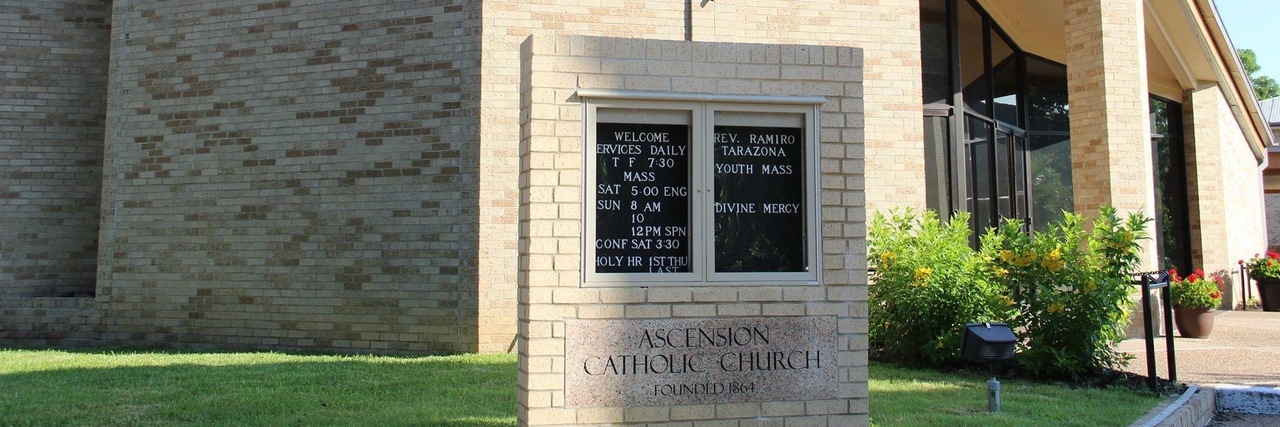 WELCOME
ERVICES DAILY
T F 7:30
MASS
SAT 5:00 ENG
SUN 8 AM
10
12PM SPN
CONF SAT 3:30
HOLY HR 1ST THU
LAST
REV. RAMIRO
TARAZONA
YOUTH MASS
DIVINE MERCY
ASCENSION
CATHOLIC CHURCH
FOUNDED 1864